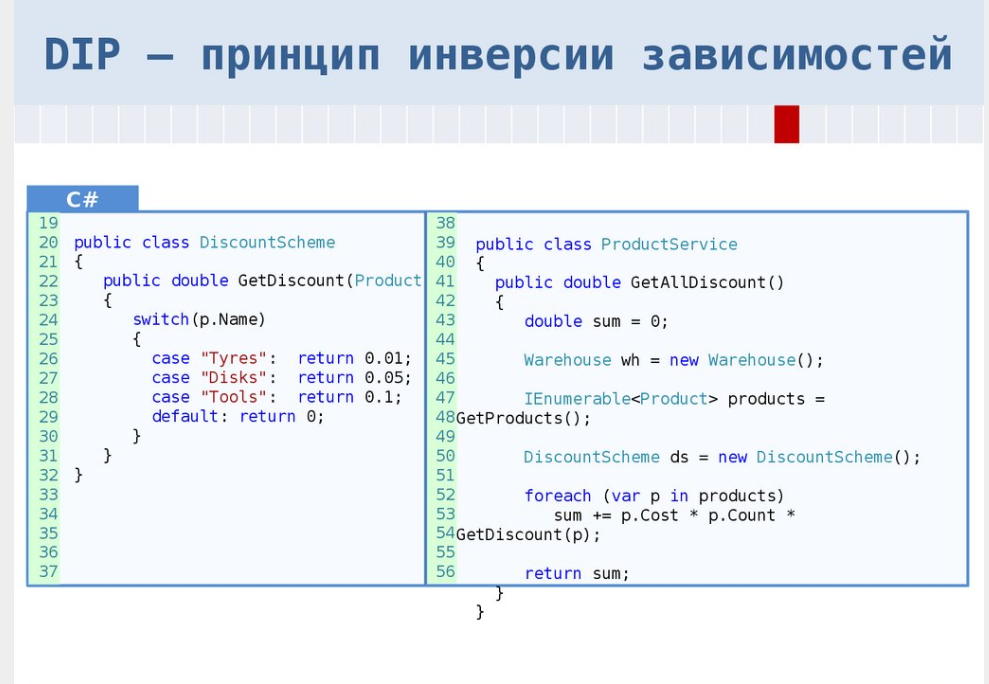 DIP – принцип инверсии зависимостей
C#
19
20 public class DiscountScheme
21 {
22 public double GetDiscount(Product
23 {
24 switch(p.Name)
25 {
26 case "Tyres": return 0.01;
27 case "Disks": return 0.05;
28 case "Tools": return 0.1;
29 default: return 0;
30 }
31 }
32 }
33
34
35
36
37
38
39 public class ProductService
40 {
41 public double GetAllDiscount()
42 {
43 double sum = 0;
44
45 Warehouse wh = new Warehouse();
46
47 IEnumerable<Product> products =
48 GetProducts();
49
50 DiscountScheme ds = new DiscountScheme();
51
52 foreach (var p in products)
53 sum += p.Cost * p.Count *
54 GetDiscount(p);
55
56 return sum;
}
}